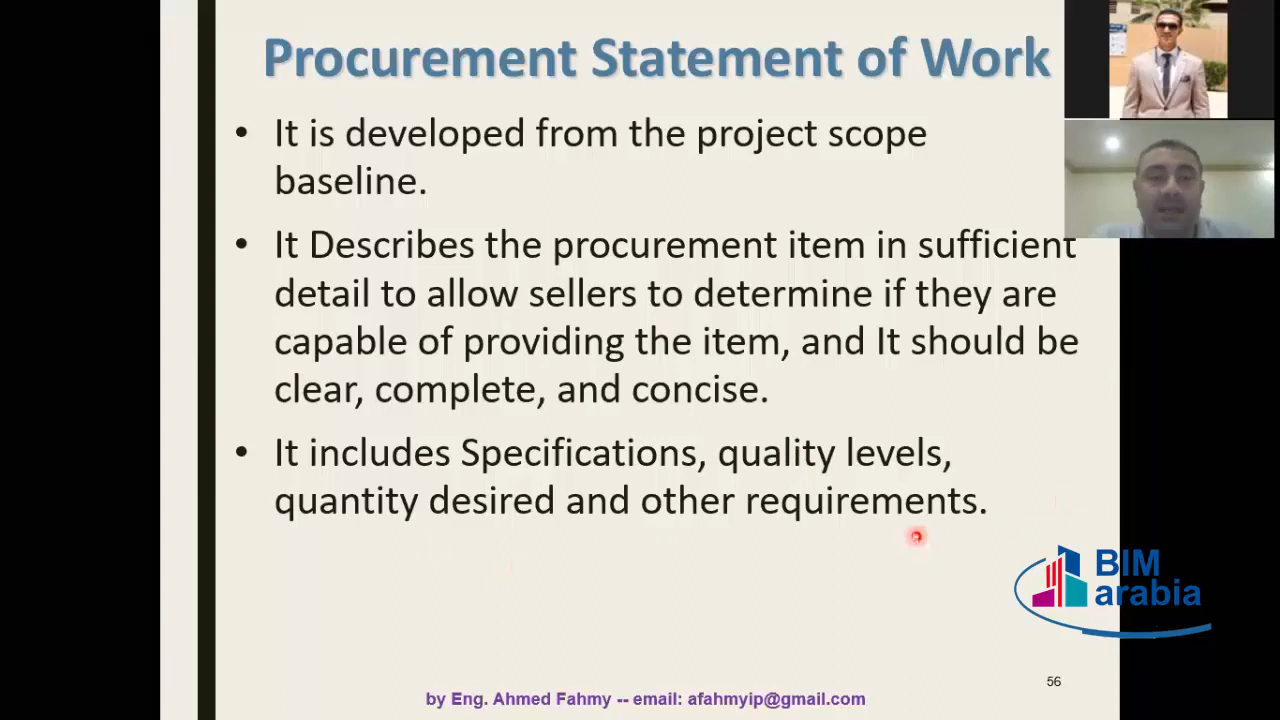 Procurement Statement of Work
• It is developed from the project scope
baseline.
• It Describes the procurement item in sufficient
detail to allow sellers to determine if they are
capable of providing the item, and It should be
clear, complete, and concise.
• It includes Specifications, quality levels,
quantity desired and other requirements.
BIM
arabia
56
by Eng. Ahmed Fahmy -- email: afahmyip@gmail.com